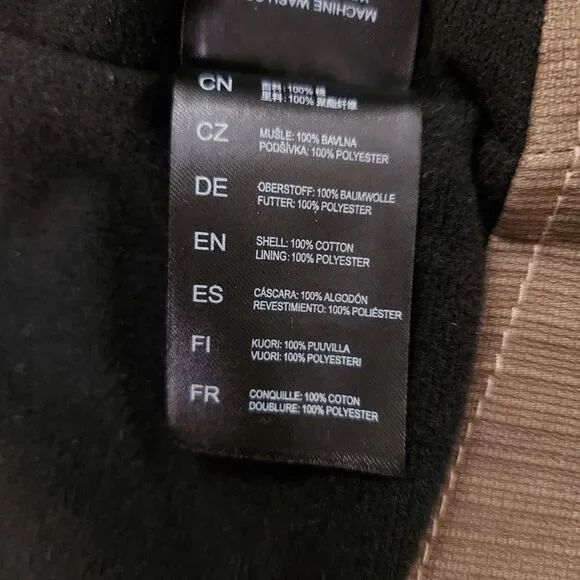 MACHINE WASH
CN 面料: 100% 棉
里料: 100% 聚酯纤维
CZ MUŠLE: 100% BAVLNA
PODŠÍVKA: 100% POLYESTER
DE OBERSTOFF: 100% BAUMWOLLE
FUTTER: 100% POLYESTER
EN SHELL: 100% COTTON
LINING: 100% POLYESTER
ES CÁSCARA: 100% ALGODÓN
REVESTIMIENTO: 100% POLIÉSTER
FI KUORI: 100% PUUVILLA
VUORI: 100% POLYESTERI
FR CONQUILLE: 100% COTON
DOUBLURE: 100% POLYESTER